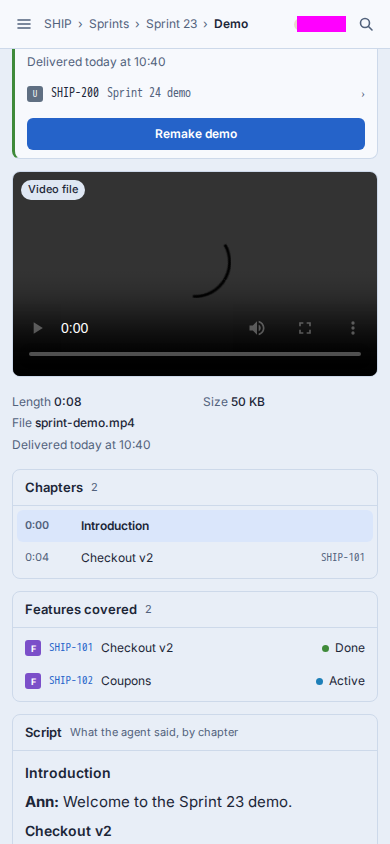 SHIP › Sprints › Sprint 23 › Demo
Delivered today at 10:40
U SHIP-200 Sprint 24 demo ›
Remake demo
Video file
0:00
Length 0:08 Size 50 KB
File sprint-demo.mp4
Delivered today at 10:40
Chapters 2
0:00 Introduction
0:04 Checkout v2 SHIP-101
Features covered 2
F SHIP-101 Checkout v2 Done
F SHIP-102 Coupons Active
Script What the agent said, by chapter
Introduction
Ann: Welcome to the Sprint 23 demo.
Checkout v2